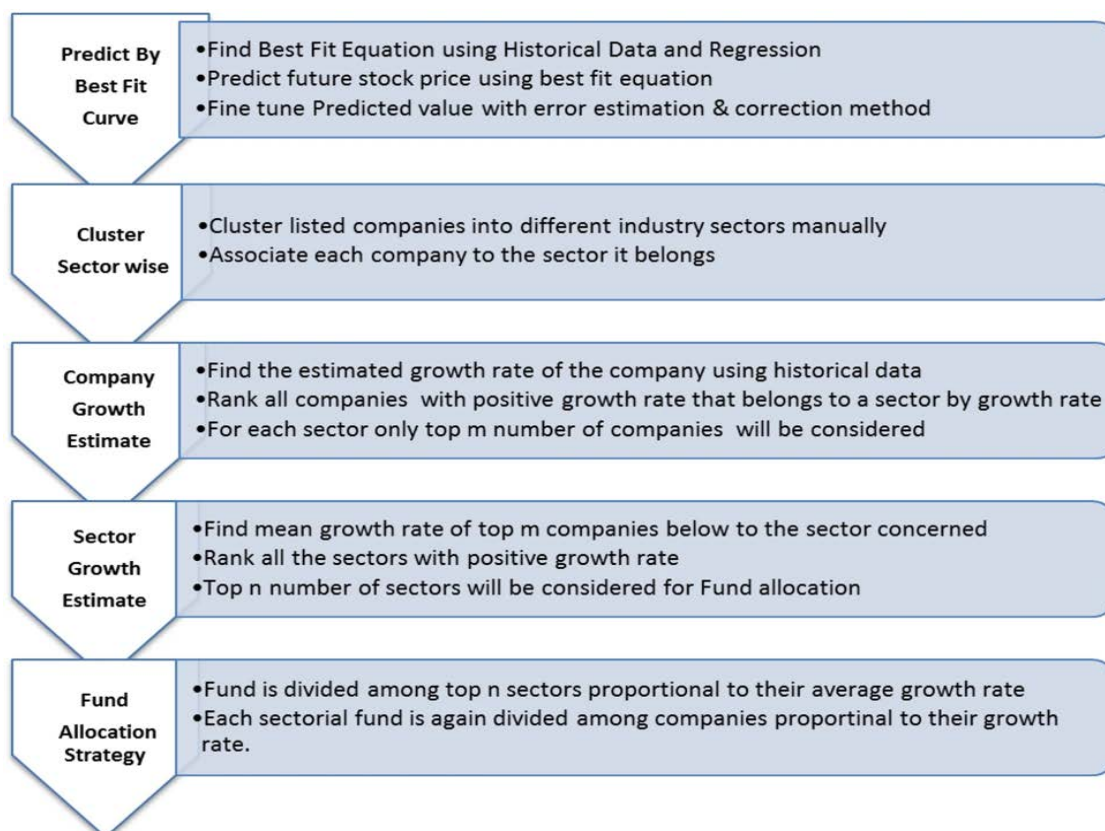 Predict By
Best Fit
Curve
•Find Best Fit Equation using Historical Data and Regression
•Predict future stock price using best fit equation
•Fine tune Predicted value with error estimation & correction method
Cluster
Sector wise
•Cluster listed companies into different industry sectors manually
•Associate each company to the sector it belongs
Company
Growth
Estimate
•Find the estimated growth rate of the company using historical data
•Rank all companies with positive growth rate that belongs to a sector by growth rate
•For each sector only top m number of companies will be considered
Sector
Growth
Estimate
•Find mean growth rate of top m companies below to the sector concerned
•Rank all the sectors with positive growth rate
•Top n number of sectors will be considered for Fund allocation
Fund
Allocation
Strategy
•Fund is divided among top n sectors proportional to their average growth rate
•Each sectorial fund is again divided among companies proportinal to their growth
rate.